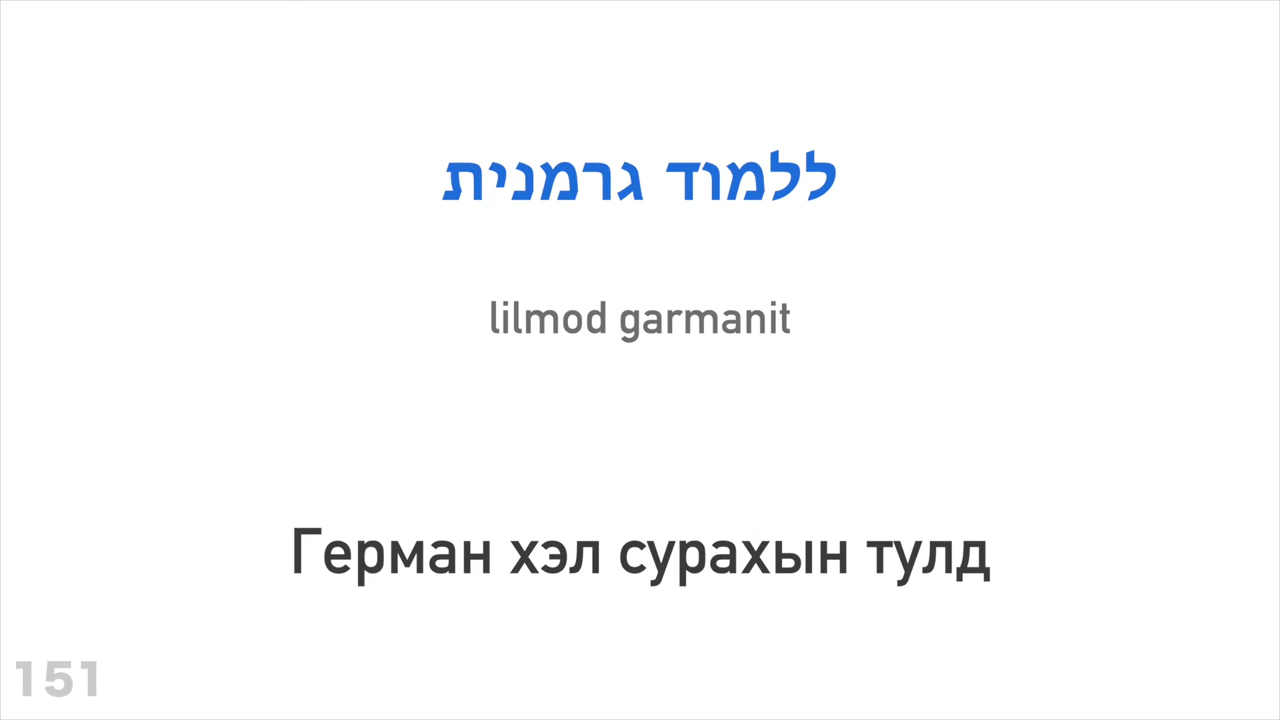 ללמוד גרמנית
lilmod garmanit
Герман хэл сурахын тулд
151